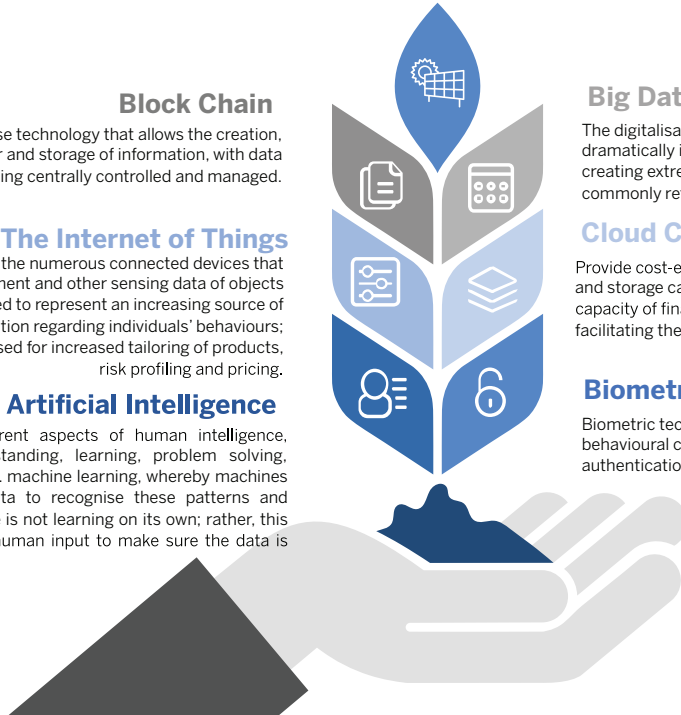 Block Chain
se technology that allows the creation,
r and storage of information, with data
ing centrally controlled and managed.
The Internet of Things
the numerous connected devices that
ment and other sensing data of objects
ed to represent an increasing source of
tion regarding individuals' behaviours;
sed for increased tailoring of products,
risk profiling and pricing.
Artificial Intelligence
rent aspects of human intelligence,
standing, learning, problem solving,
. machine learning, whereby machines
ta to recognise these patterns and
e is not learning on its own; rather, this
human input to make sure the data is
Big Dat
The digitalisa
dramatically i
creating extre
commonly re
Cloud C
Provide cost-e
and storage ca
capacity of fina
facilitating the
Biometr
Biometric tec
behavioural c
authenticatio